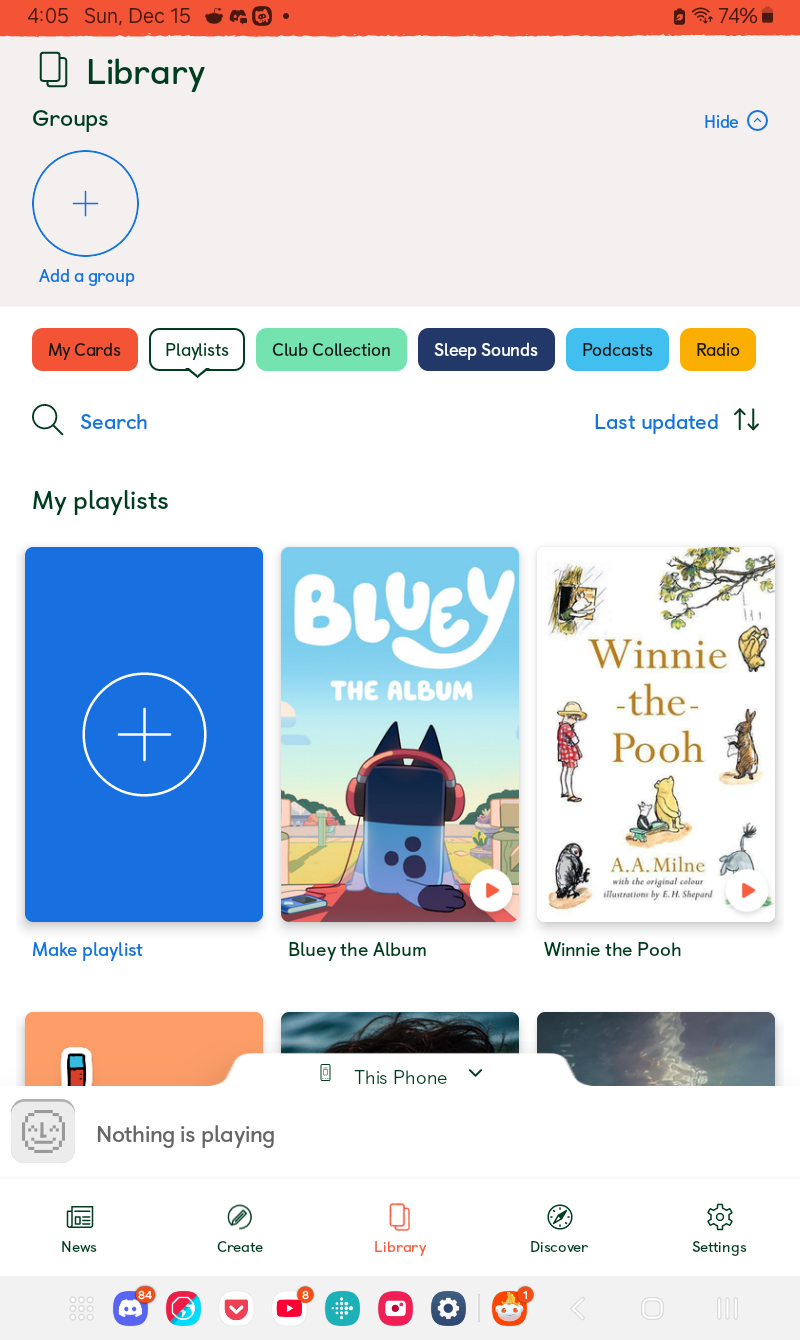 4:05 Sun, Dec 15
74%
Library
Groups
Hide
Add a group
My Cards
Playlists
Club Collection
Sleep Sounds
Podcasts
Radio
Search
Last updated
My playlists
BLUEY
THE ALBUM
Winnie
-the-
Pooh
A.A. Milne
with the original colour
illustrations by E.H. Shepard
Make playlist
Bluey the Album
Winnie the Pooh
This Phone
Nothing is playing
News
Create
Library
Discover
Settings
84
8
1